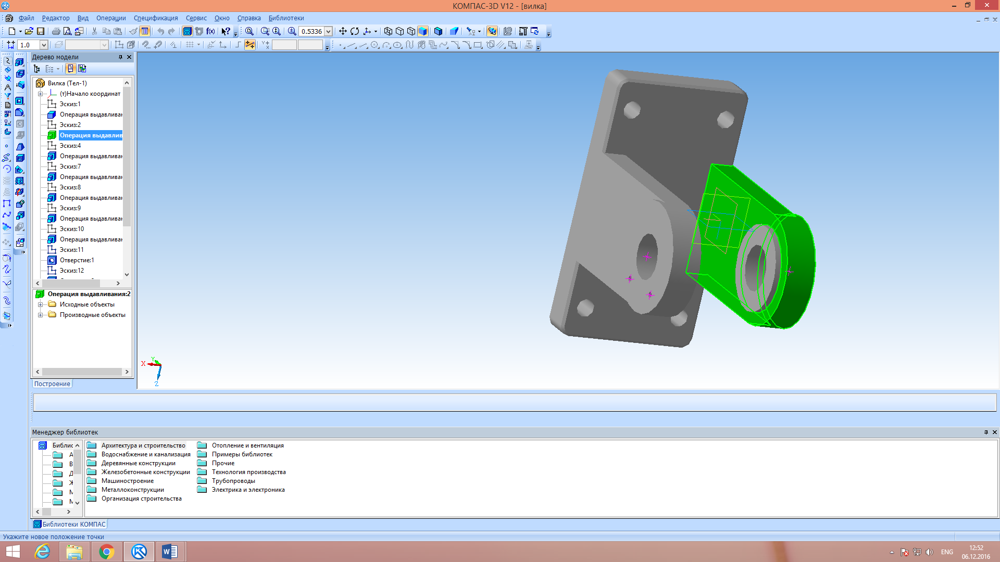 КОМПАС-3D V12 - [вилка]
Файл Редактор Вид Операции Спецификация Сервис Окно Справка Библиотеки
0.5336
f(x)
1.0
Дерево модели
Вилка (Тел-1)
(т)Начало координат
Эскиз:1
Операция выдавливан
Эскиз:2
Операция выдавлив
Эскиз:4
Операция выдавливан
Эскиз:7
Операция выдавливан
Эскиз:8
Операция выдавливан
Эскиз:9
Операция выдавливан
Эскиз:10
Операция выдавливан
Эскиз:11
Отверстие:1
Эскиз:12
Операция выдавливания:2
Исходные объекты
Производные объекты
Построение
X
Y
Z
Менеджер библиотек
Библис
А
В
Д
Ж
М
М
Архитектура и строительство
Водоснабжение и канализация
Деревянные конструкции
Железобетонные конструкции
Машиностроение
Металлоконструкции
Организация строительства
Отопление и вентиляция
Примеры библиотек
Прочие
Технология производства
Трубопроводы
Электрика и электроника
Библиотеки КОМПАС
Укажите новое положение точки
ENG
12:52
06.12.2016